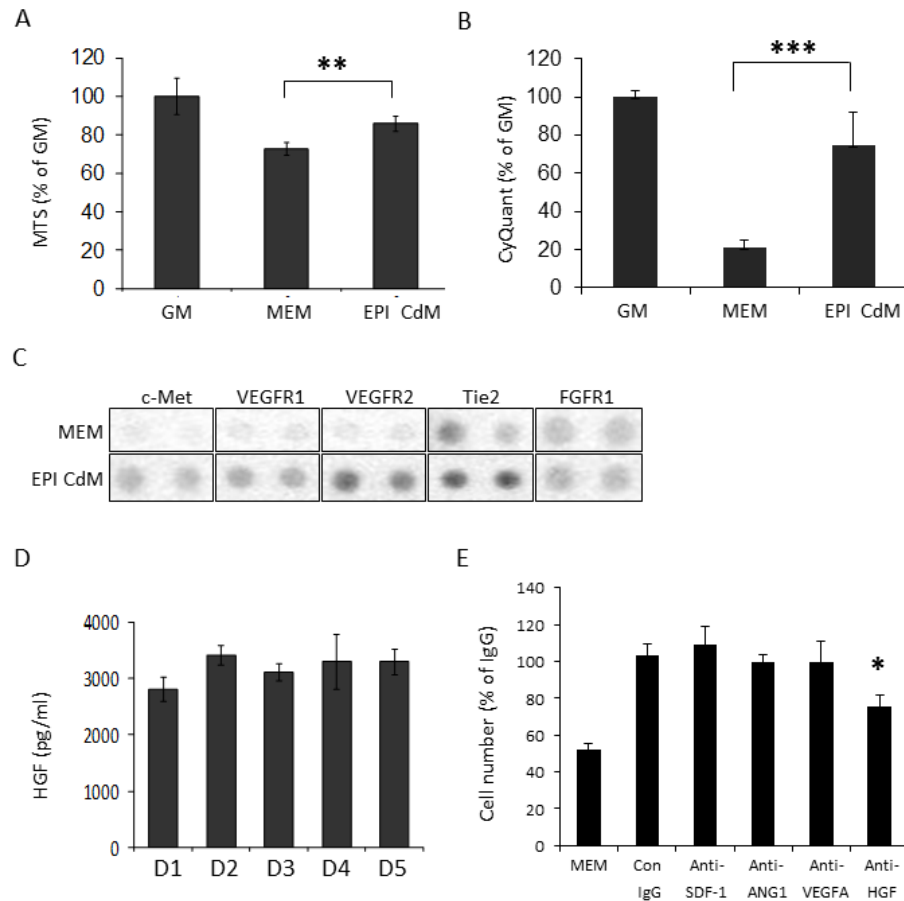 A
MTS (% of GM)
120
100
80
60
40
20
0
**
GM MEM EPI CdM
B
CyQuant (% of GM)
120
100
80
60
40
20
0
***
GM MEM EPI CdM
C
c-Met VEGFR1 VEGFR2 Tie2 FGFR1
MEM
EPI CdM
D
HGF (pg/ml)
4000
3000
2000
1000
0
D1 D2 D3 D4 D5
E
Cell number (% of IgG)
140
120
100
80
60
40
20
0
*
MEM Con Anti- Anti- Anti- Anti-
IgG SDF-1 ANG1 VEGFA HGF